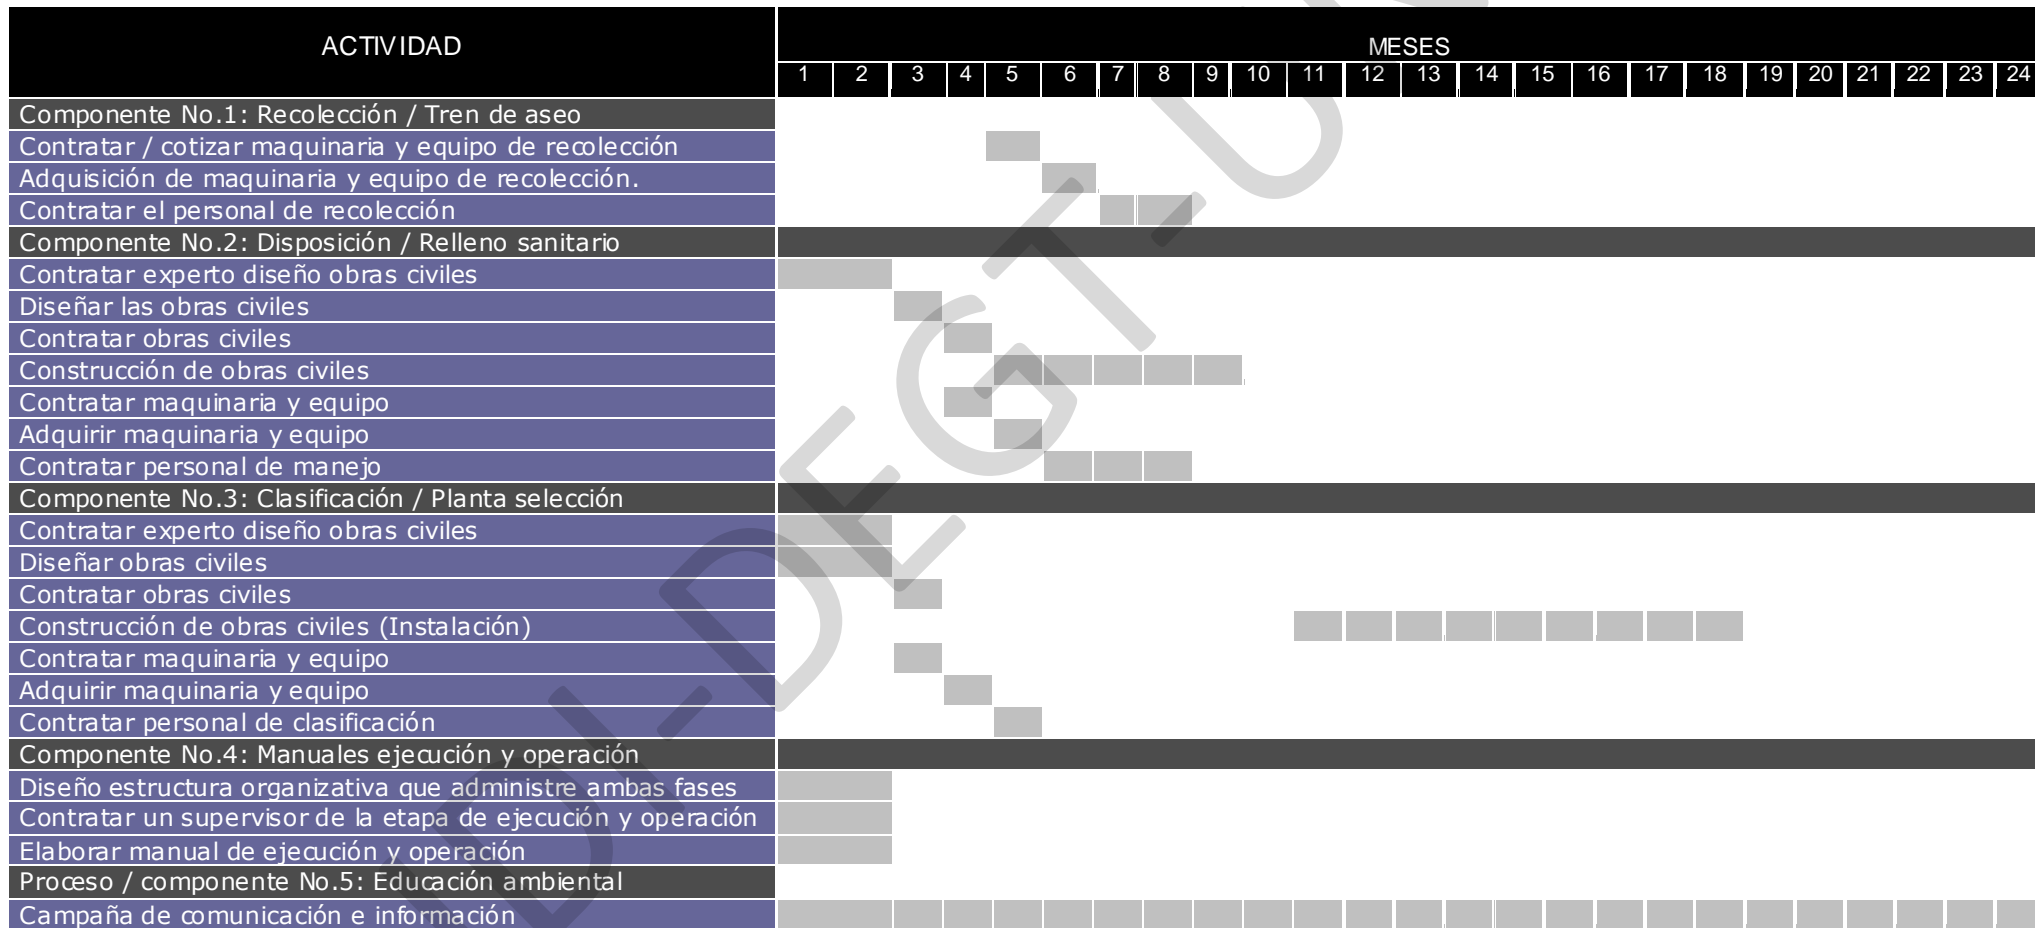 ACTIVIDAD
MESES
1 2 3 4 5 6 7 8 9 10 11 12 13 14 15 16 17 18 19 20 21 22 23 24
Componente No.1: Recolección / Tren de aseo
Contratar / cotizar maquinaria y equipo de recolección
Adquisición de maquinaria y equipo de recolección.
Contratar el personal de recolección
Componente No.2: Disposición / Relleno sanitario
Contratar experto diseño obras civiles
Diseñar las obras civiles
Contratar obras civiles
Construcción de obras civiles
Contratar maquinaria y equipo
Adquirir maquinaria y equipo
Contratar personal de manejo
Componente No.3: Clasificación / Planta selección
Contratar experto diseño obras civiles
Diseñar obras civiles
Contratar obras civiles
Construcción de obras civiles (Instalación)
Contratar maquinaria y equipo
Adquirir maquinaria y equipo
Contratar personal de clasificación
Componente No.4: Manuales ejecución y operación
Diseño estructura organizativa que administre ambas fases
Contratar un supervisor de la etapa de ejecución y operación
Elaborar manual de ejecución y operación
Proceso / componente No.5: Educación ambiental
Campaña de comunicación e información